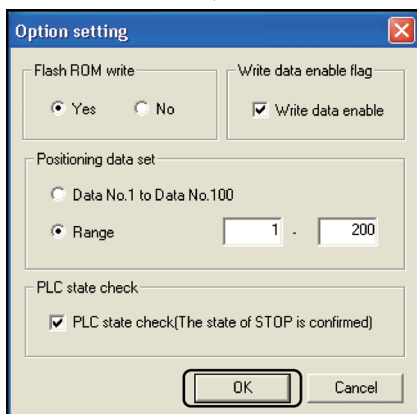 Option setting
Flash ROM write
Yes No
Write data enable flag
Write data enable
Positioning data set
Data No.1 to Data No.100
Range 1 - 200
PLC state check
PLC state check(The state of STOP is confirmed)
OK Cancel